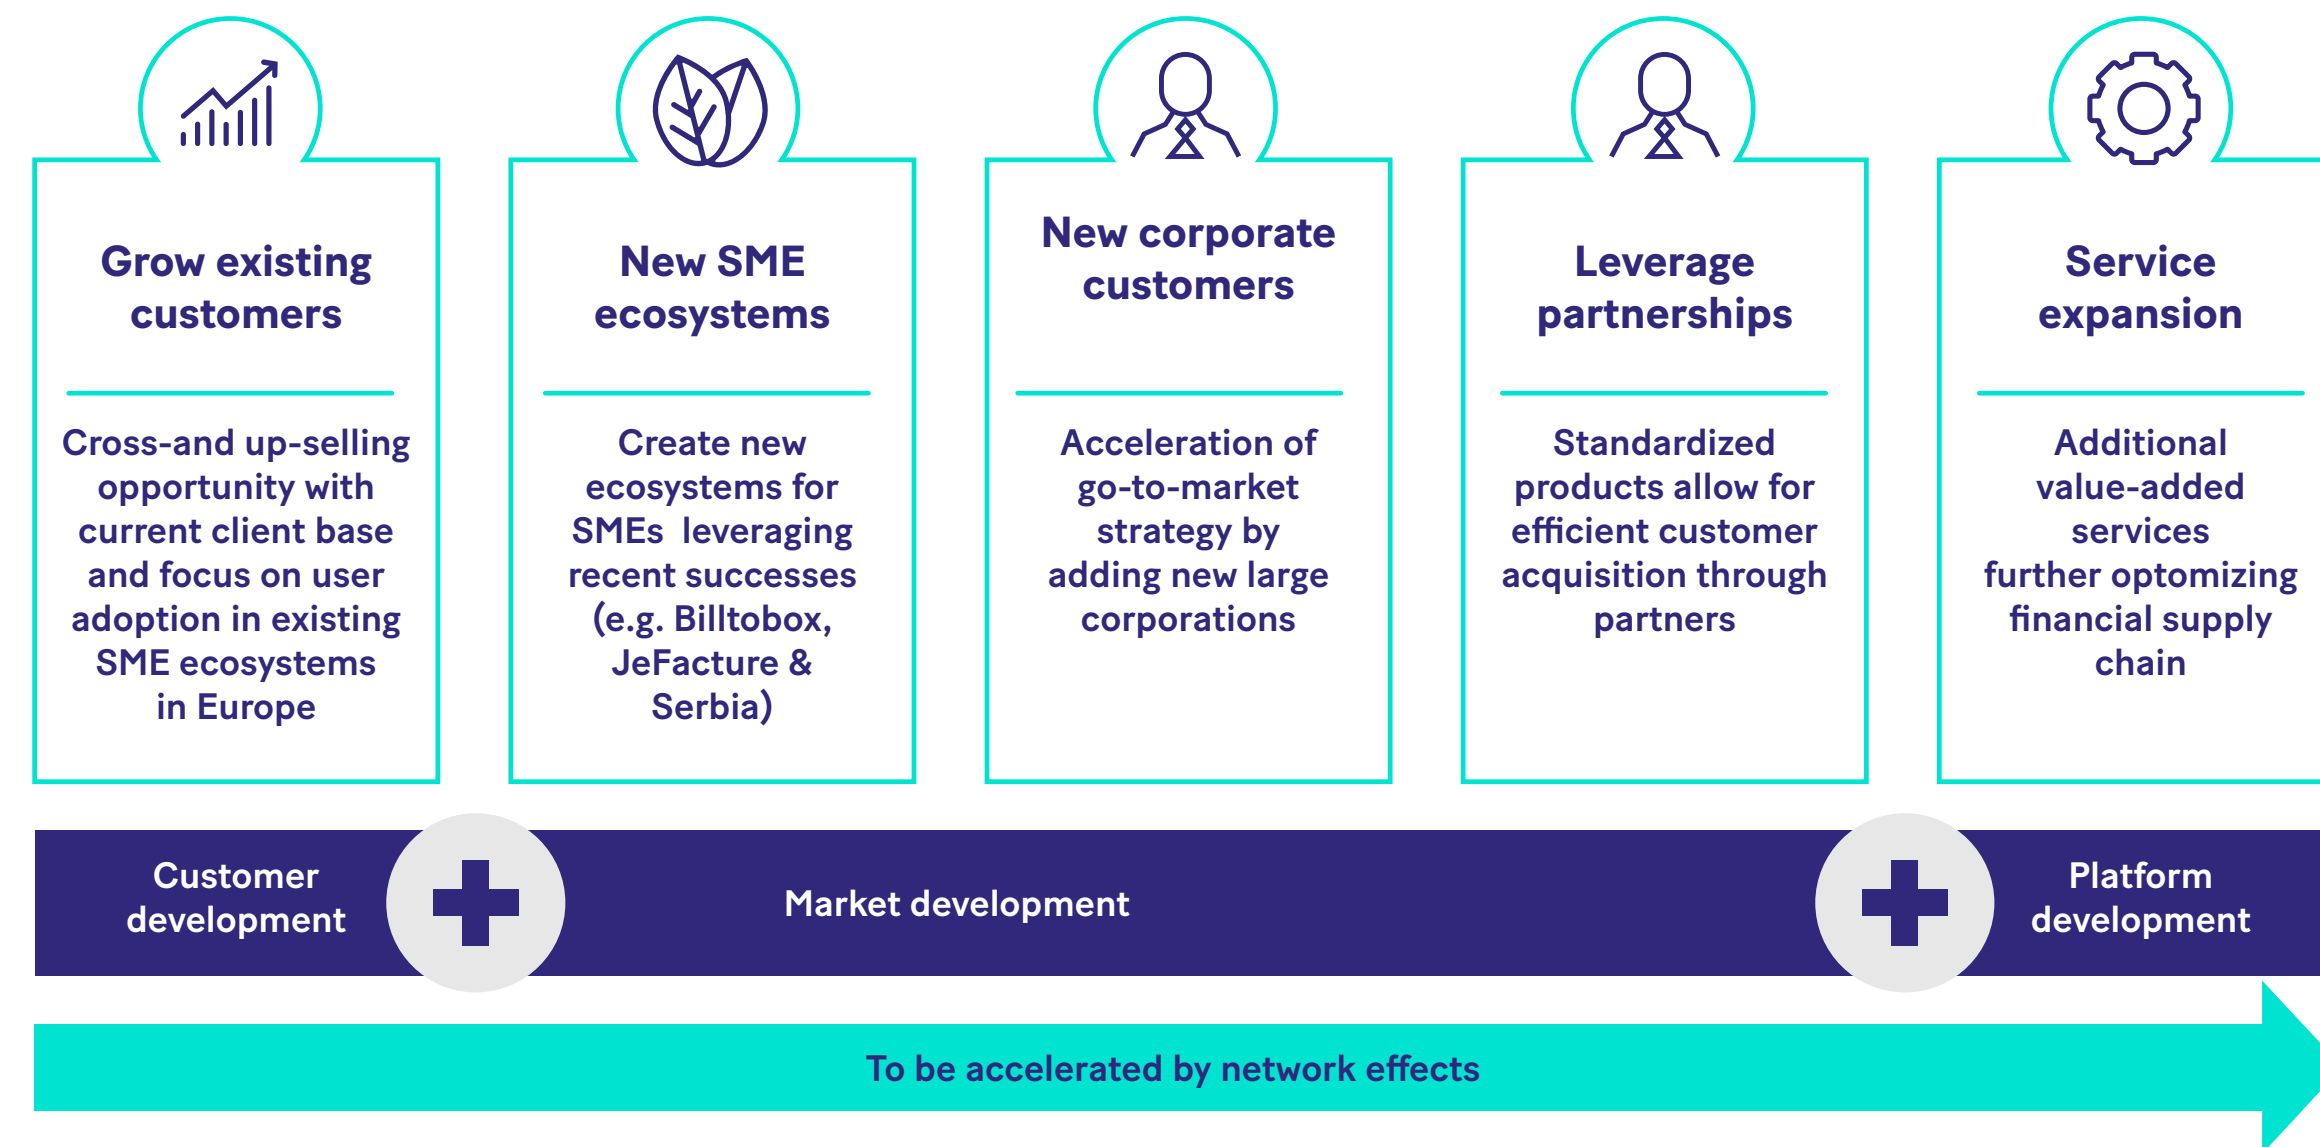 Grow existing
customers
Cross-and up-selling
opportunity with
current client base
and focus on user
adoption in existing
SME ecosystems
in Europe
New SME
ecosystems
Create new
ecosystems for
SMEs leveraging
recent successes
(e.g. Billtobox,
JeFacture &
Serbia)
New corporate
customers
Acceleration of
go-to-market
strategy by
adding new large
corporations
Leverage
partnerships
Standardized
products allow for
efficient customer
acquisition through
partners
Service
expansion
Additional
value-added
services
further optomizing
financial supply
chain
Customer
development
Market development
Platform
development
To be accelerated by network effects